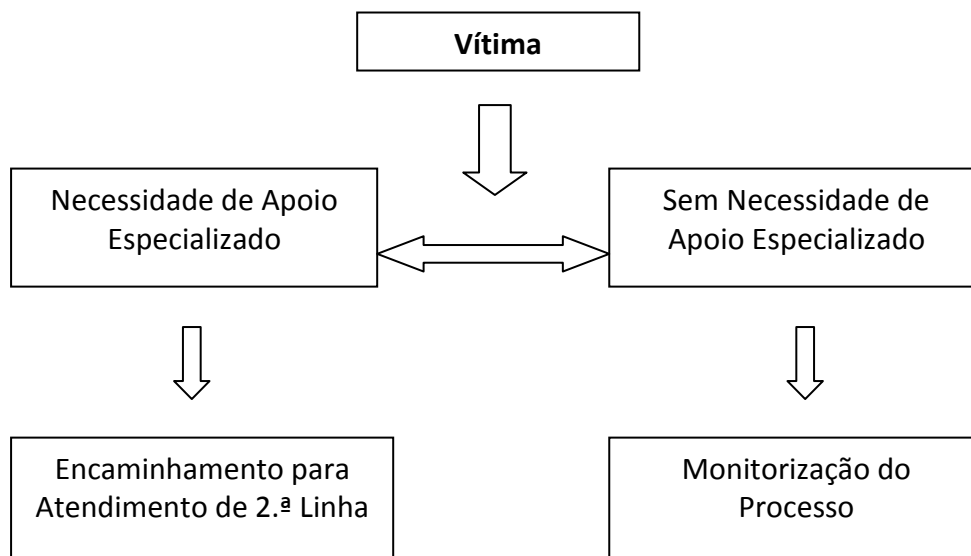 Vítima
Necessidade de Apoio
Especializado
Sem Necessidade de
Apoio Especializado
Encaminhamento para
Atendimento de 2.ª Linha
Monitorização do
Processo